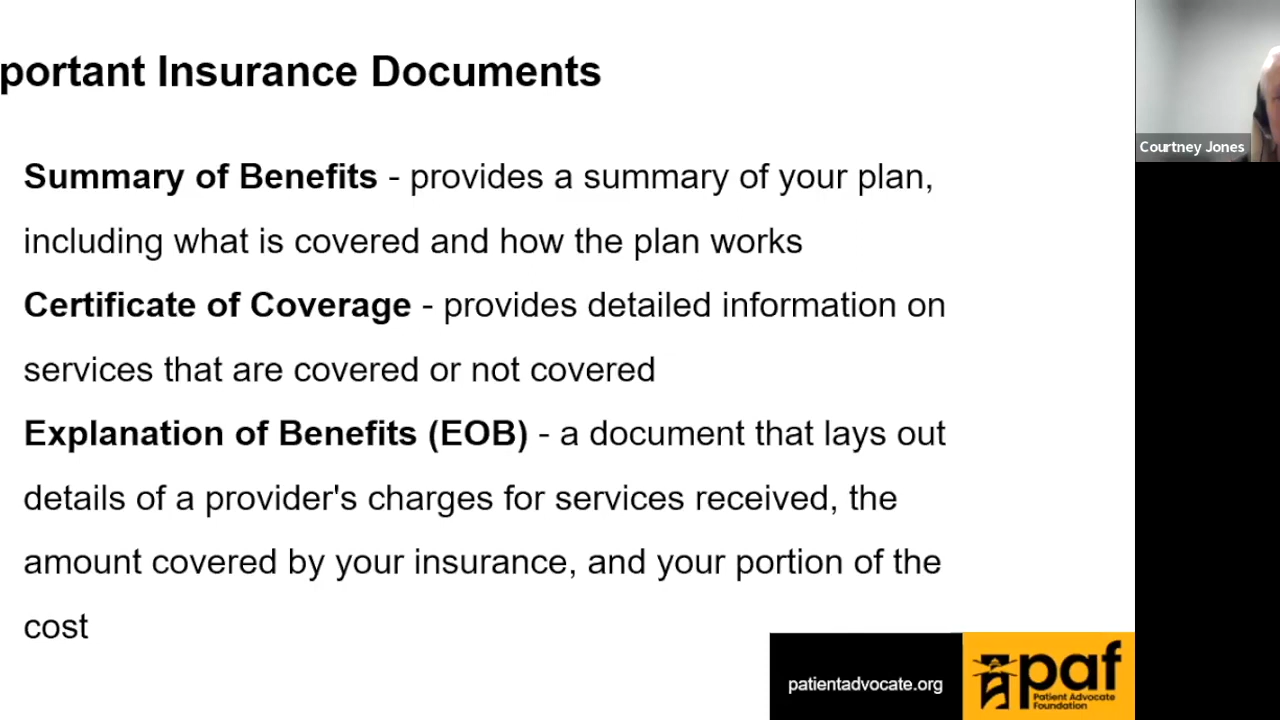 portant Insurance Documents
Summary of Benefits - provides a summary of your plan,
including what is covered and how the plan works
Certificate of Coverage - provides detailed information on
services that are covered or not covered
Explanation of Benefits (EOB) - a document that lays out
details of a provider's charges for services received, the
amount covered by your insurance, and your portion of the
cost
Courtney Jones
patientadvocate.org
paf
Patient Advocate
Foundation